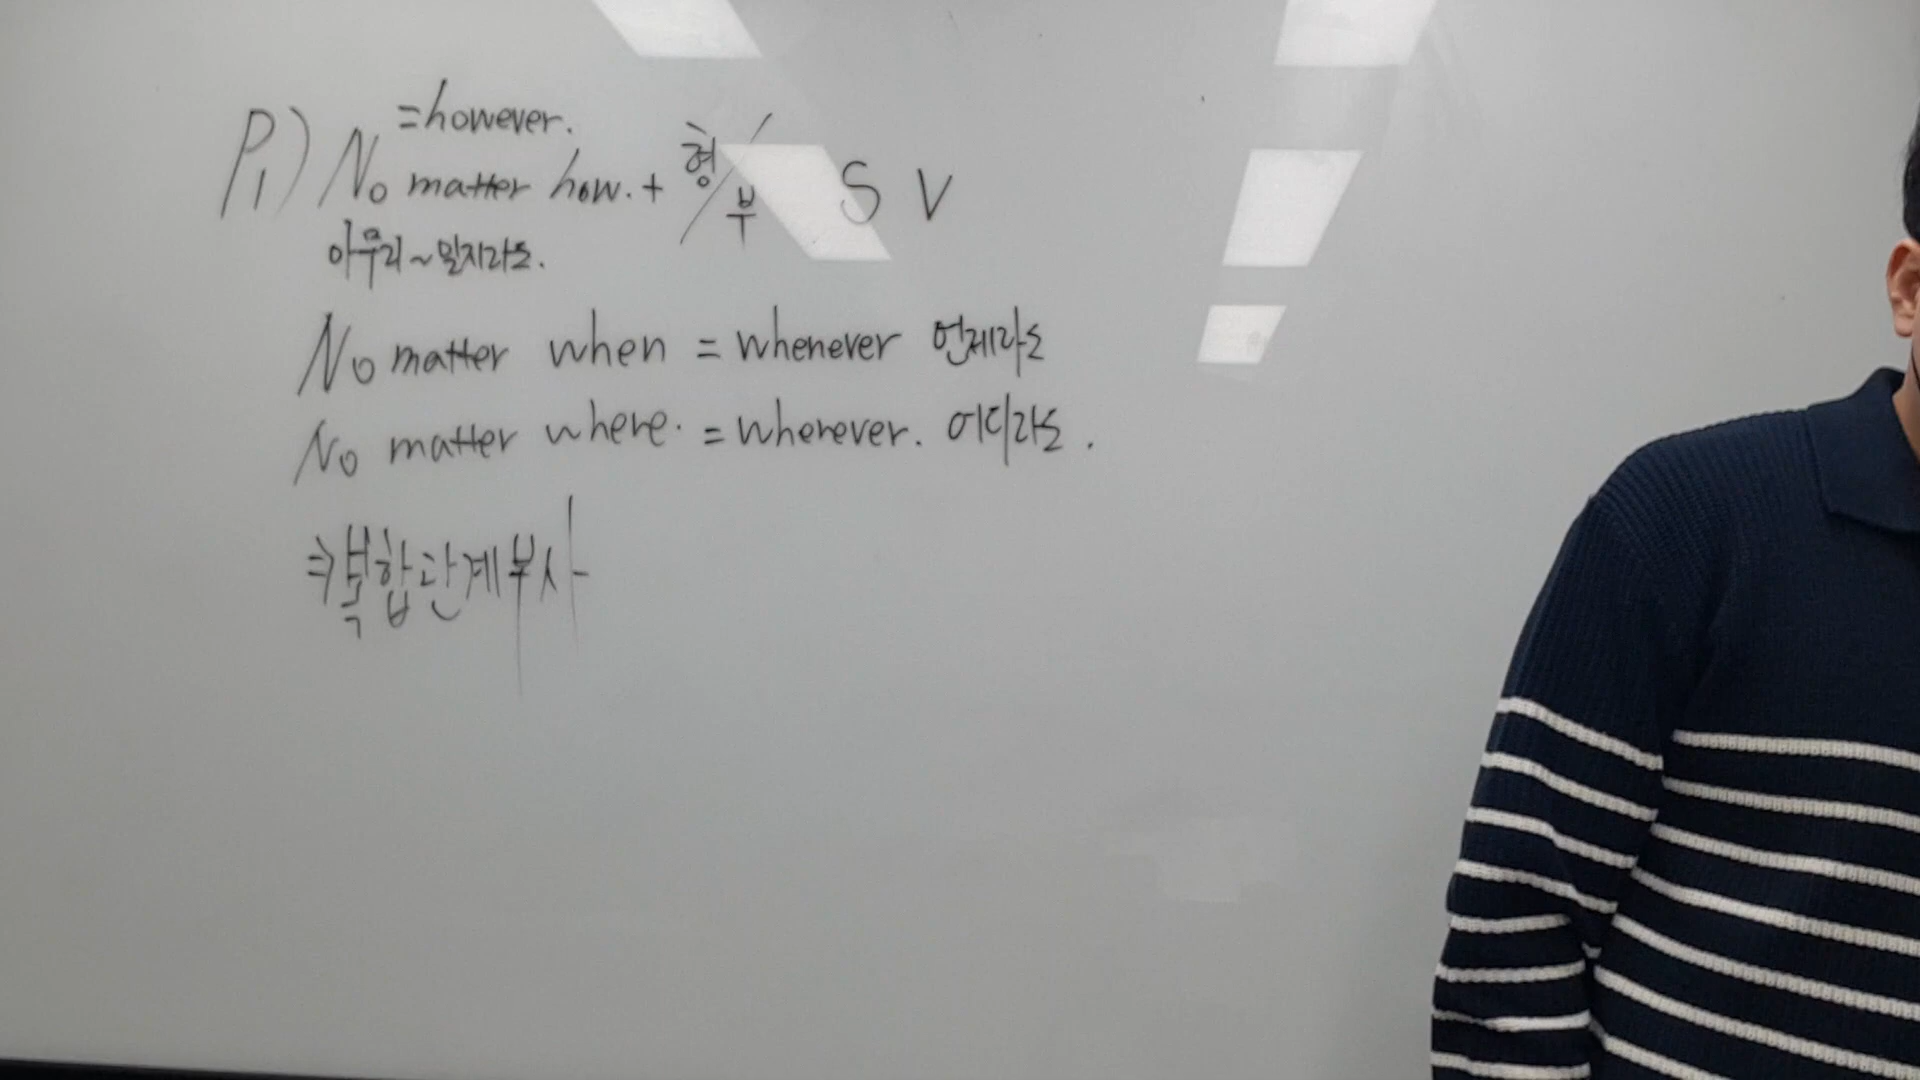 =however.
P1) No matter how. + 형/부 S V
아무리~일지라도.
No matter when = whenever 언제라도
No matter where. = wherever. 어디라도.
⇒복합관계부사